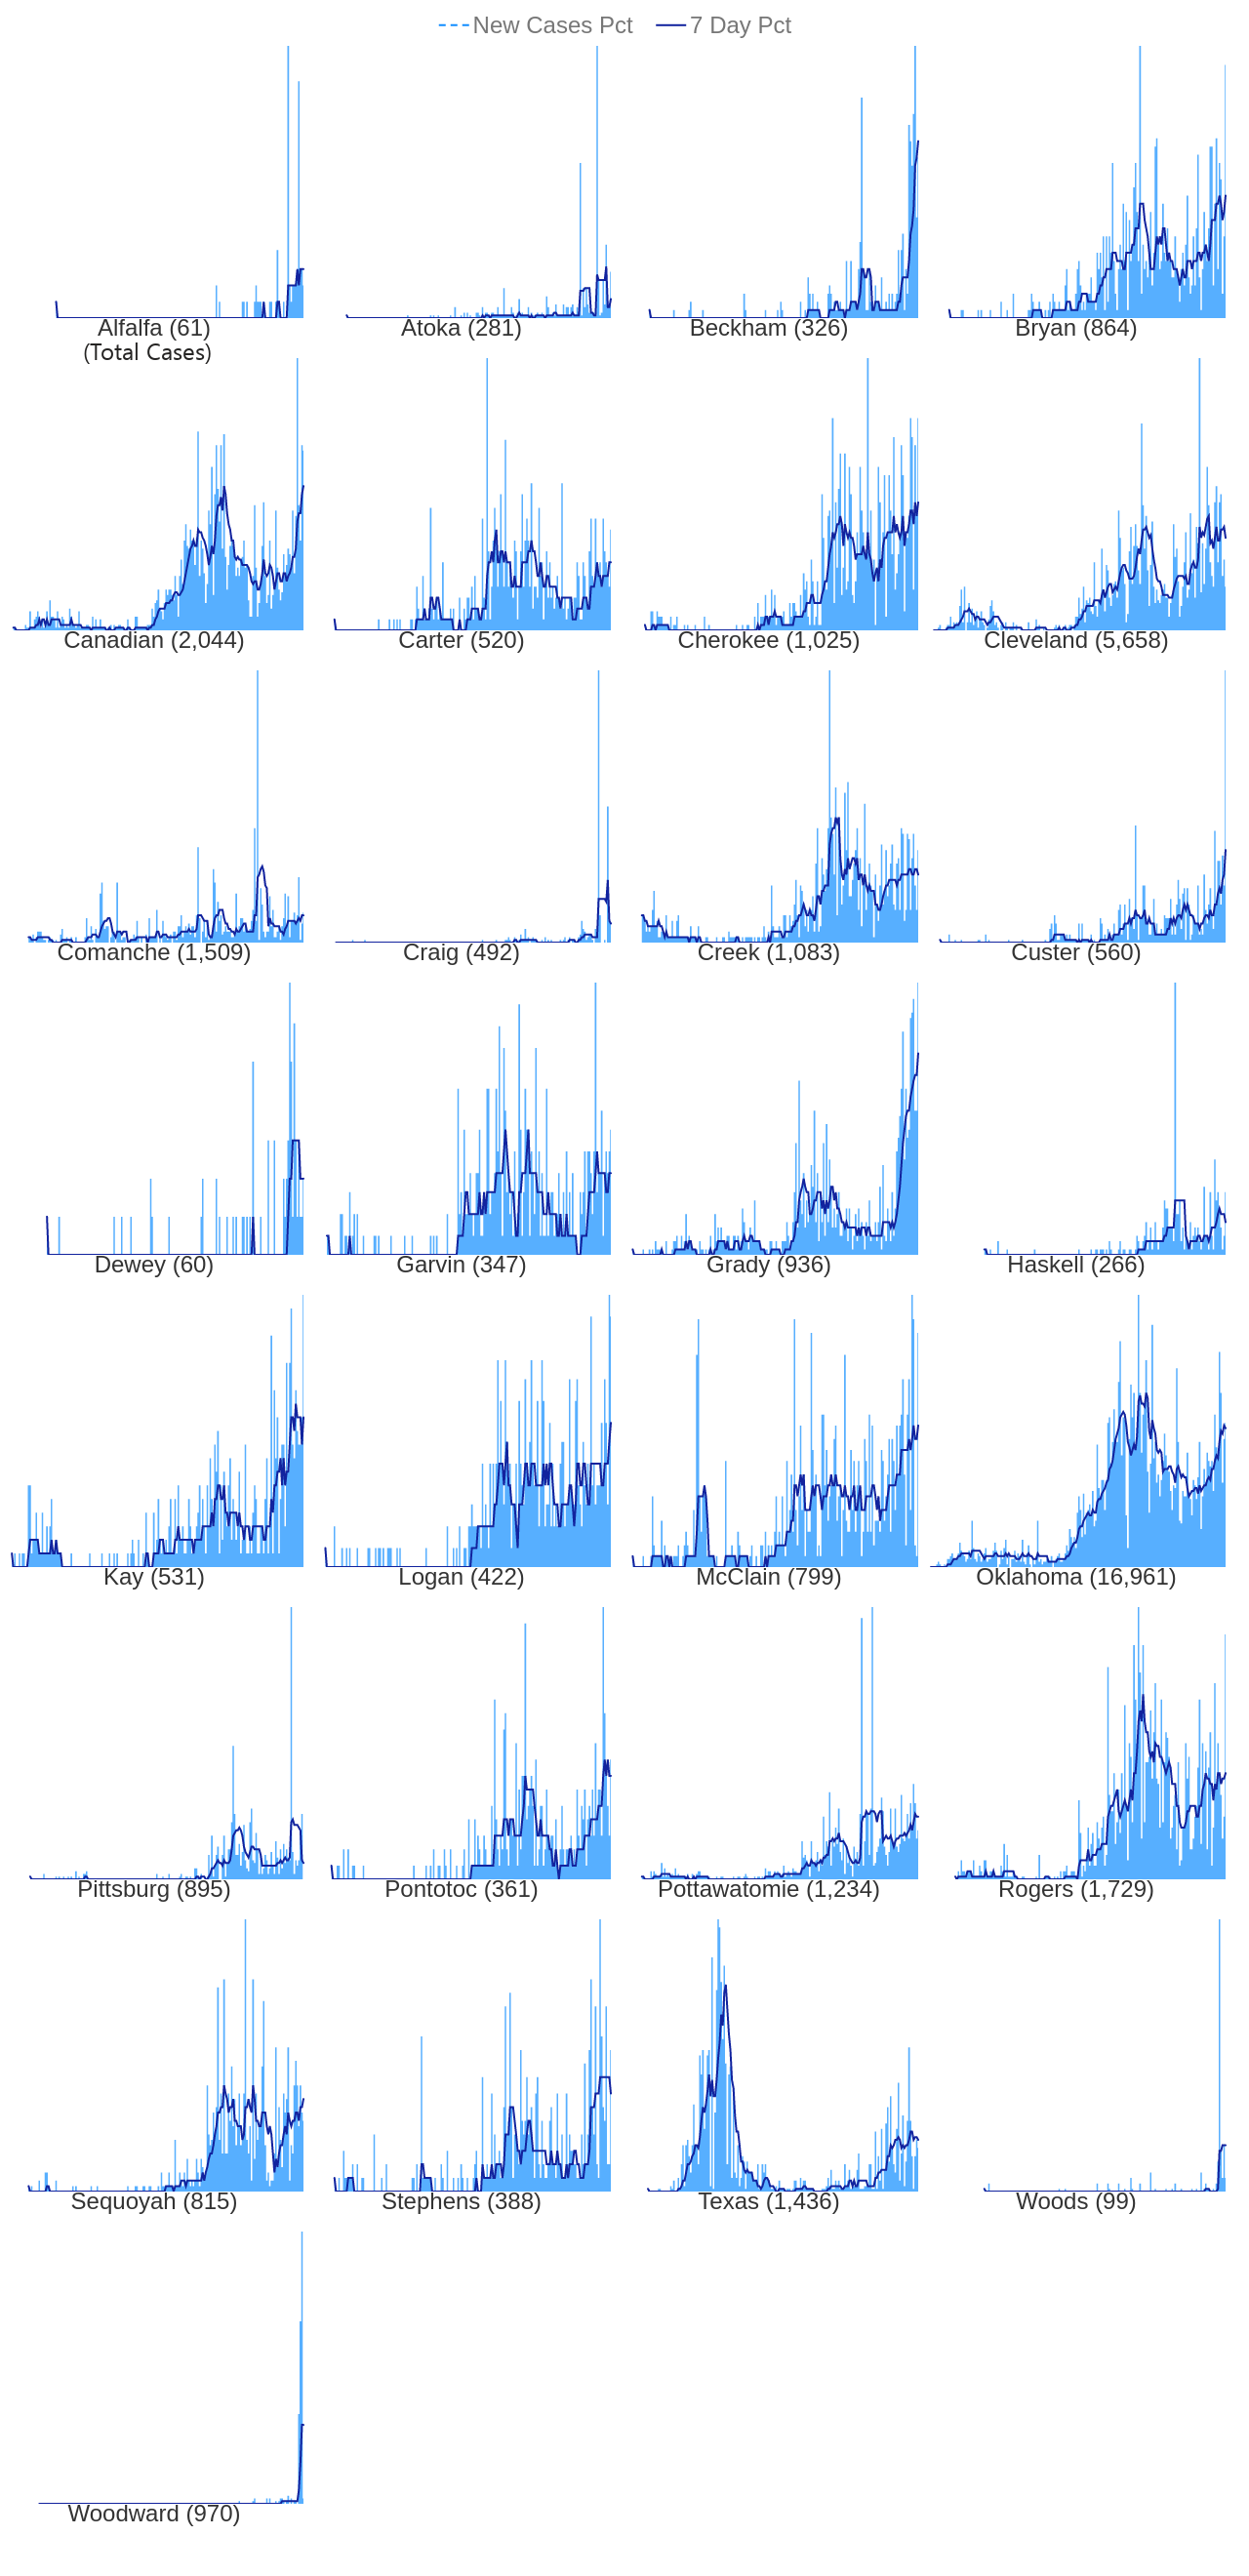 New Cases Pct 7 Day Pct
Alfalfa (61) Atoka (281) Beckham (326) Bryan (864)
(Total Cases)
Canadian (2,044) Carter (520) Cherokee (1,025) Cleveland (5,658)
Comanche (1,509) Craig (492) Creek (1,083) Custer (560)
Dewey (60) Garvin (347) Grady (936) Haskell (266)
Kay (531) Logan (422) McClain (799) Oklahoma (16,961)
Pittsburg (895) Pontotoc (361) Pottawatomie (1,234) Rogers (1,729)
Sequoyah (815) Stephens (388) Texas (1,436) Woods (99)
Woodward (970)